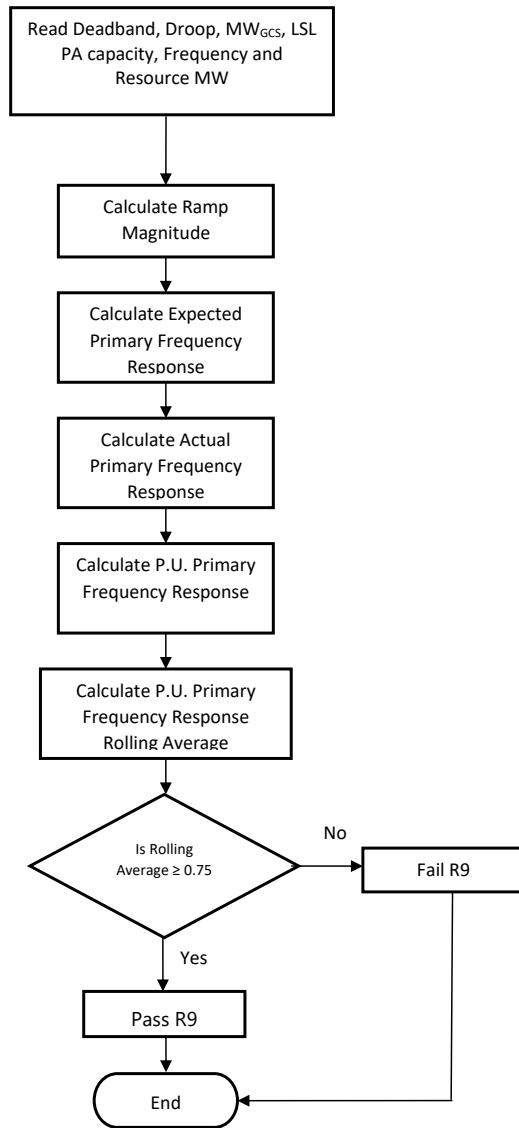 Read Deadband, Droop, MWGCS, LSL
PA capacity, Frequency and
Resource MW
Calculate Ramp
Magnitude
Calculate Expected
Primary Frequency
Response
Calculate Actual
Primary Frequency
Response
Calculate P.U. Primary
Frequency Response
Calculate P.U. Primary
Frequency Response
Rolling Average
Is Rolling
Average ≥ 0.75
No
Fail R9
Yes
Pass R9
End